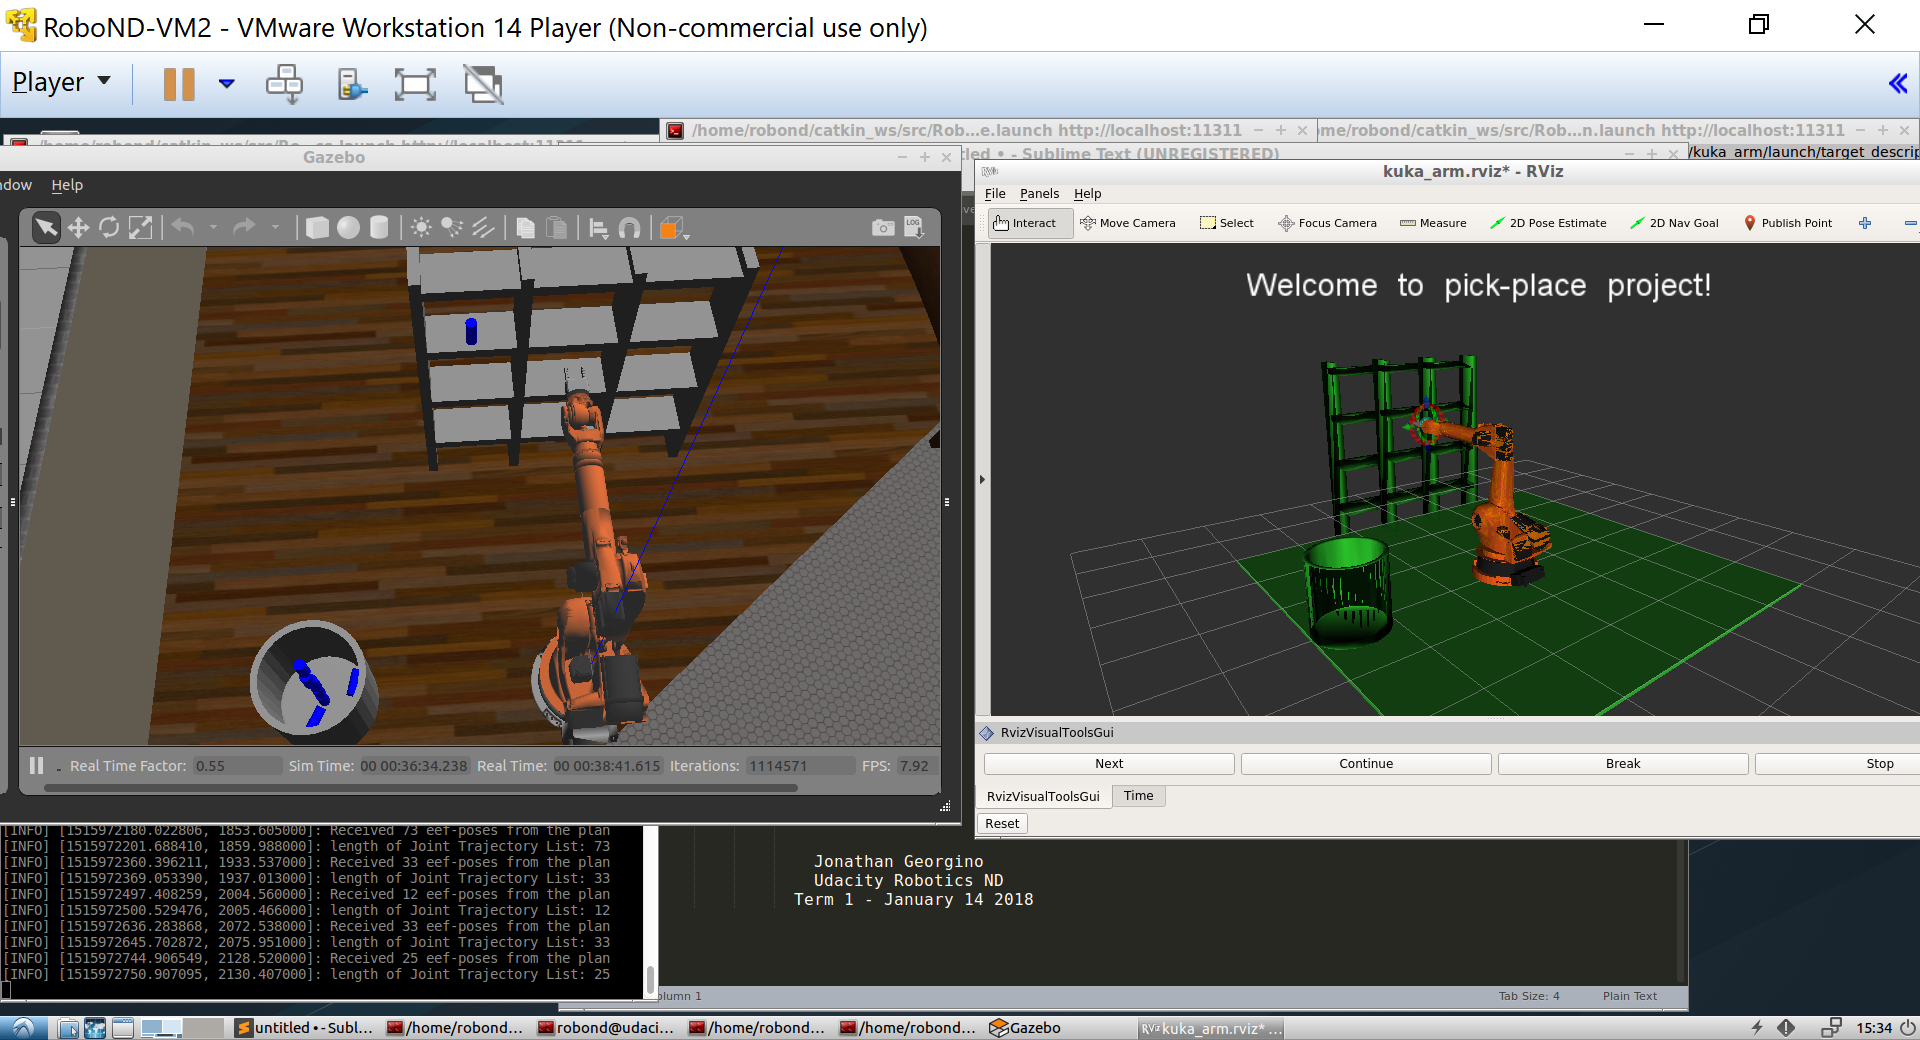 RoboND-VM2 - VMware Workstation 14 Player (Non-commercial use only)
Player
/home/robond/catkin_ws/src/Rob...e.launch http://localhost:11311
ome/robond/catkin_ws/src/Rob...n.launch http://localhost:11311
Gazebo
tled • - Sublime Text (UNREGISTERED)
/kuka_arm/launch/target_descrip
kuka_arm.rviz* - RViz
ndow Help
File Panels Help
Interact Move Camera Select Focus Camera Measure 2D Pose Estimate 2D Nav Goal Publish Point
Welcome to pick-place project!
RvizVisualToolsGui
Next Continue Break Stop
RvizVisualToolsGui Time
Reset
Real Time Factor: 0.55 Sim Time: 00 00:36:34.238 Real Time: 00 00:38:41.615 Iterations: 1114571 FPS: 7.92
[INFO] [1515972180.022806, 1853.605000]: Received 73 eef-poses from the plan
[INFO] [1515972201.688410, 1859.988000]: length of Joint Trajectory List: 73
[INFO] [1515972360.396211, 1933.537000]: Received 33 eef-poses from the plan
[INFO] [1515972369.053390, 1937.013000]: length of Joint Trajectory List: 33
[INFO] [1515972497.408259, 2004.560000]: Received 12 eef-poses from the plan
[INFO] [1515972500.529476, 2005.466000]: length of Joint Trajectory List: 12
[INFO] [1515972636.283868, 2072.538000]: Received 33 eef-poses from the plan
[INFO] [1515972645.702872, 2075.951000]: length of Joint Trajectory List: 33
[INFO] [1515972744.906549, 2128.520000]: Received 25 eef-poses from the plan
[INFO] [1515972750.907095, 2130.407000]: length of Joint Trajectory List: 25
Jonathan Georgino
Udacity Robotics ND
Term 1 - January 14 2018
olumn 1 Tab Size: 4 Plain Text
untitled • - Subl... /home/robond... robond@udaci... /home/robond... /home/robond... Gazebo kuka_arm.rviz* ... 15:34